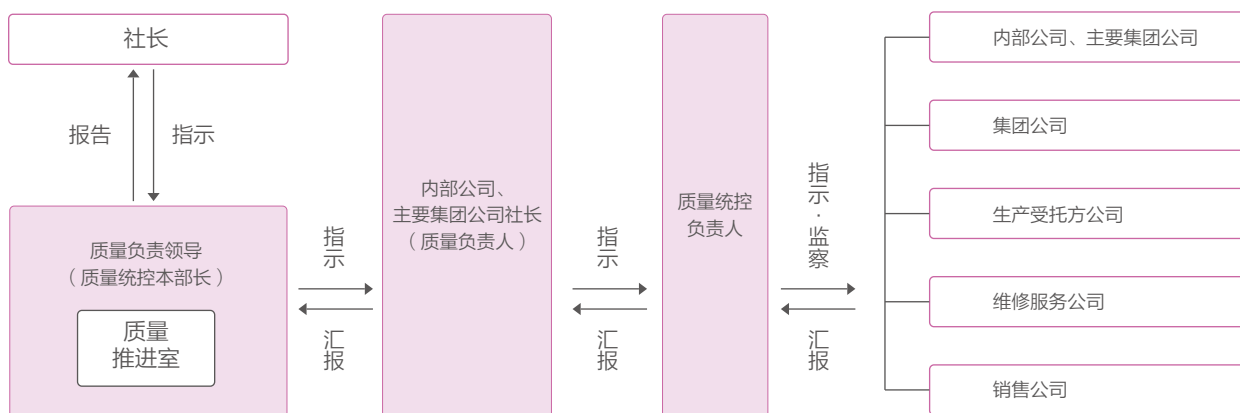 社长
报告
指示
质量负责领导
（质量统控本部长）
质量
推进室
指示
汇报
内部公司、
主要集团公司社长
（质量负责人）
指示
汇报
质量统控
负责人
指示·监察
汇报
内部公司、主要集团公司
集团公司
生产受托方公司
维修服务公司
销售公司